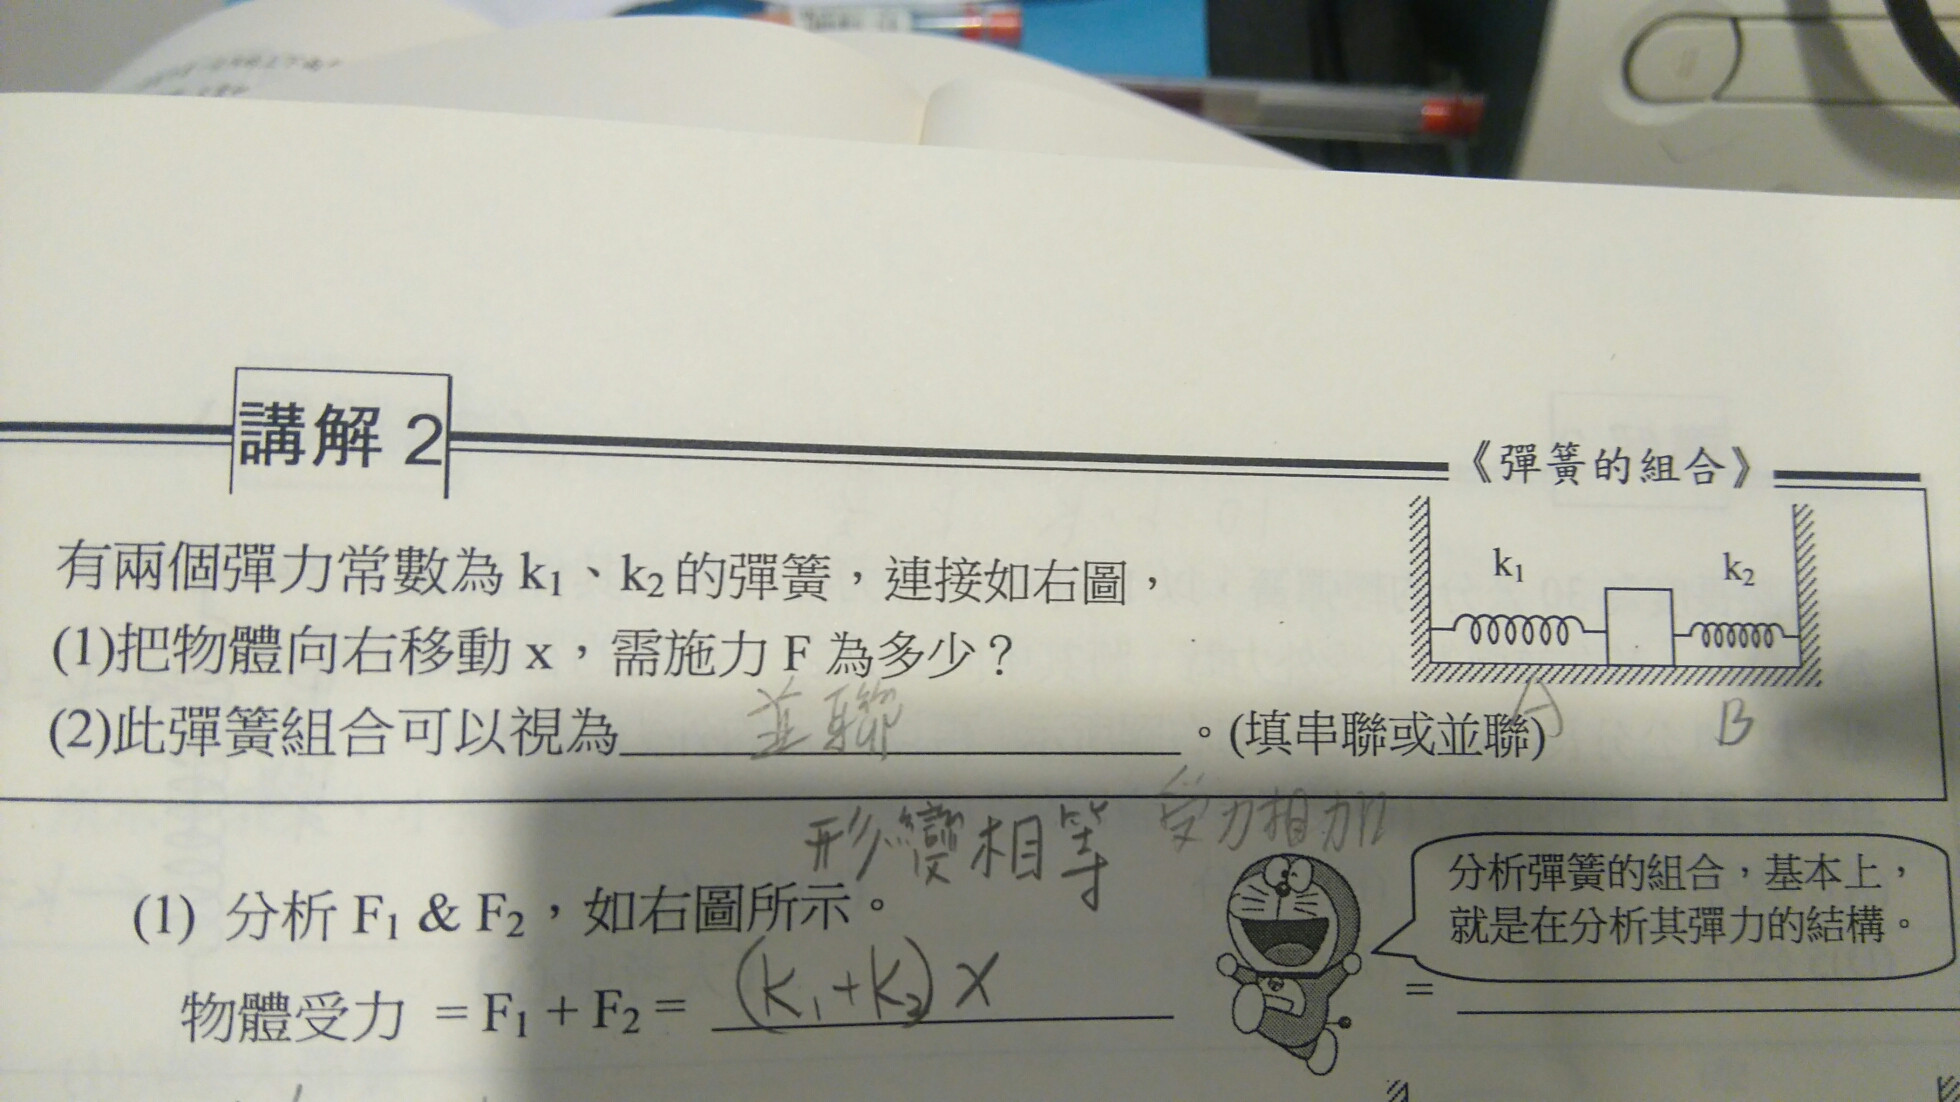 講解 2
《彈簧的組合》
有兩個彈力常數為 k₁、k₂ 的彈簧，連接如右圖，
(1)把物體向右移動 x，需施力 F 為多少？
(2)此彈簧組合可以視為並聯。(填串聯或並聯)
k₁
k₂
A
B
形變相等 受力相加
(1) 分析 F₁ & F₂，如右圖所示。
物體受力 = F₁ + F₂ = (k₁+k₂) x =
分析彈簧的組合，基本上，
就是在分析其彈力的結構。